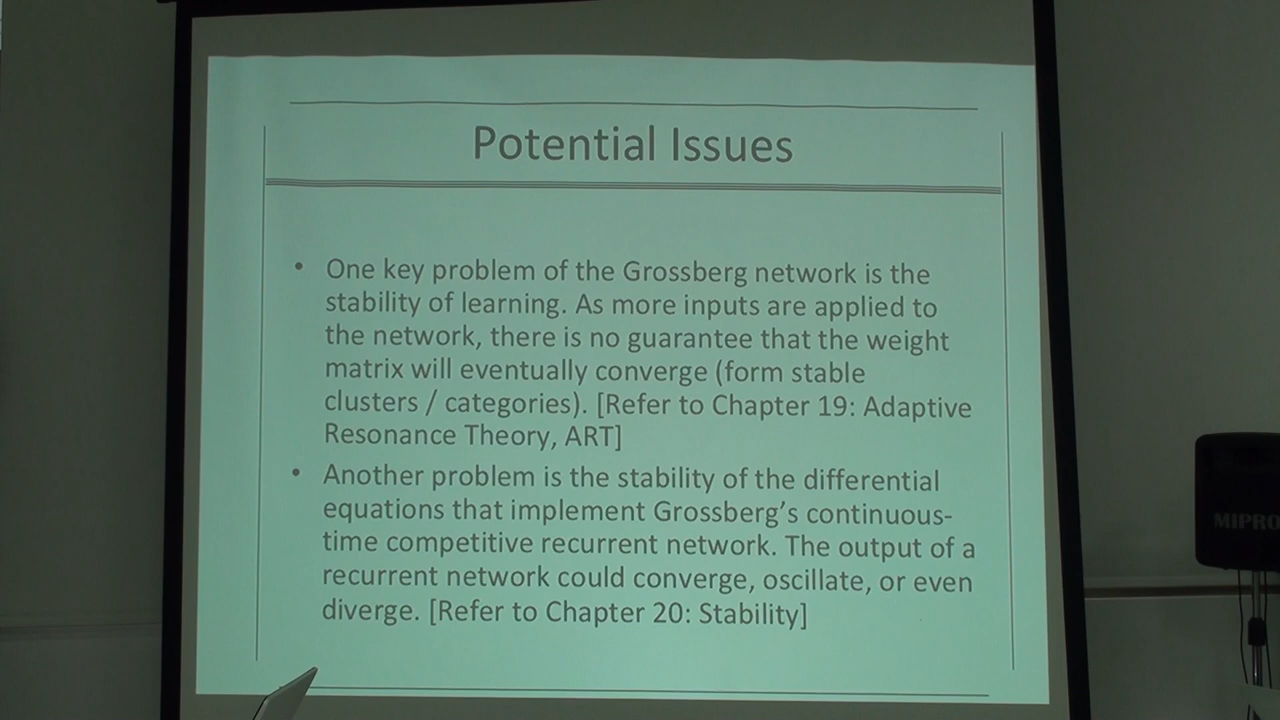 Potential Issues
• One key problem of the Grossberg network is the
stability of learning. As more inputs are applied to
the network, there is no guarantee that the weight
matrix will eventually converge (form stable
clusters / categories). [Refer to Chapter 19: Adaptive
Resonance Theory, ART]
• Another problem is the stability of the differential
equations that implement Grossberg’s continuous-
time competitive recurrent network. The output of a
recurrent network could converge, oscillate, or even
diverge. [Refer to Chapter 20: Stability]
MIPRO